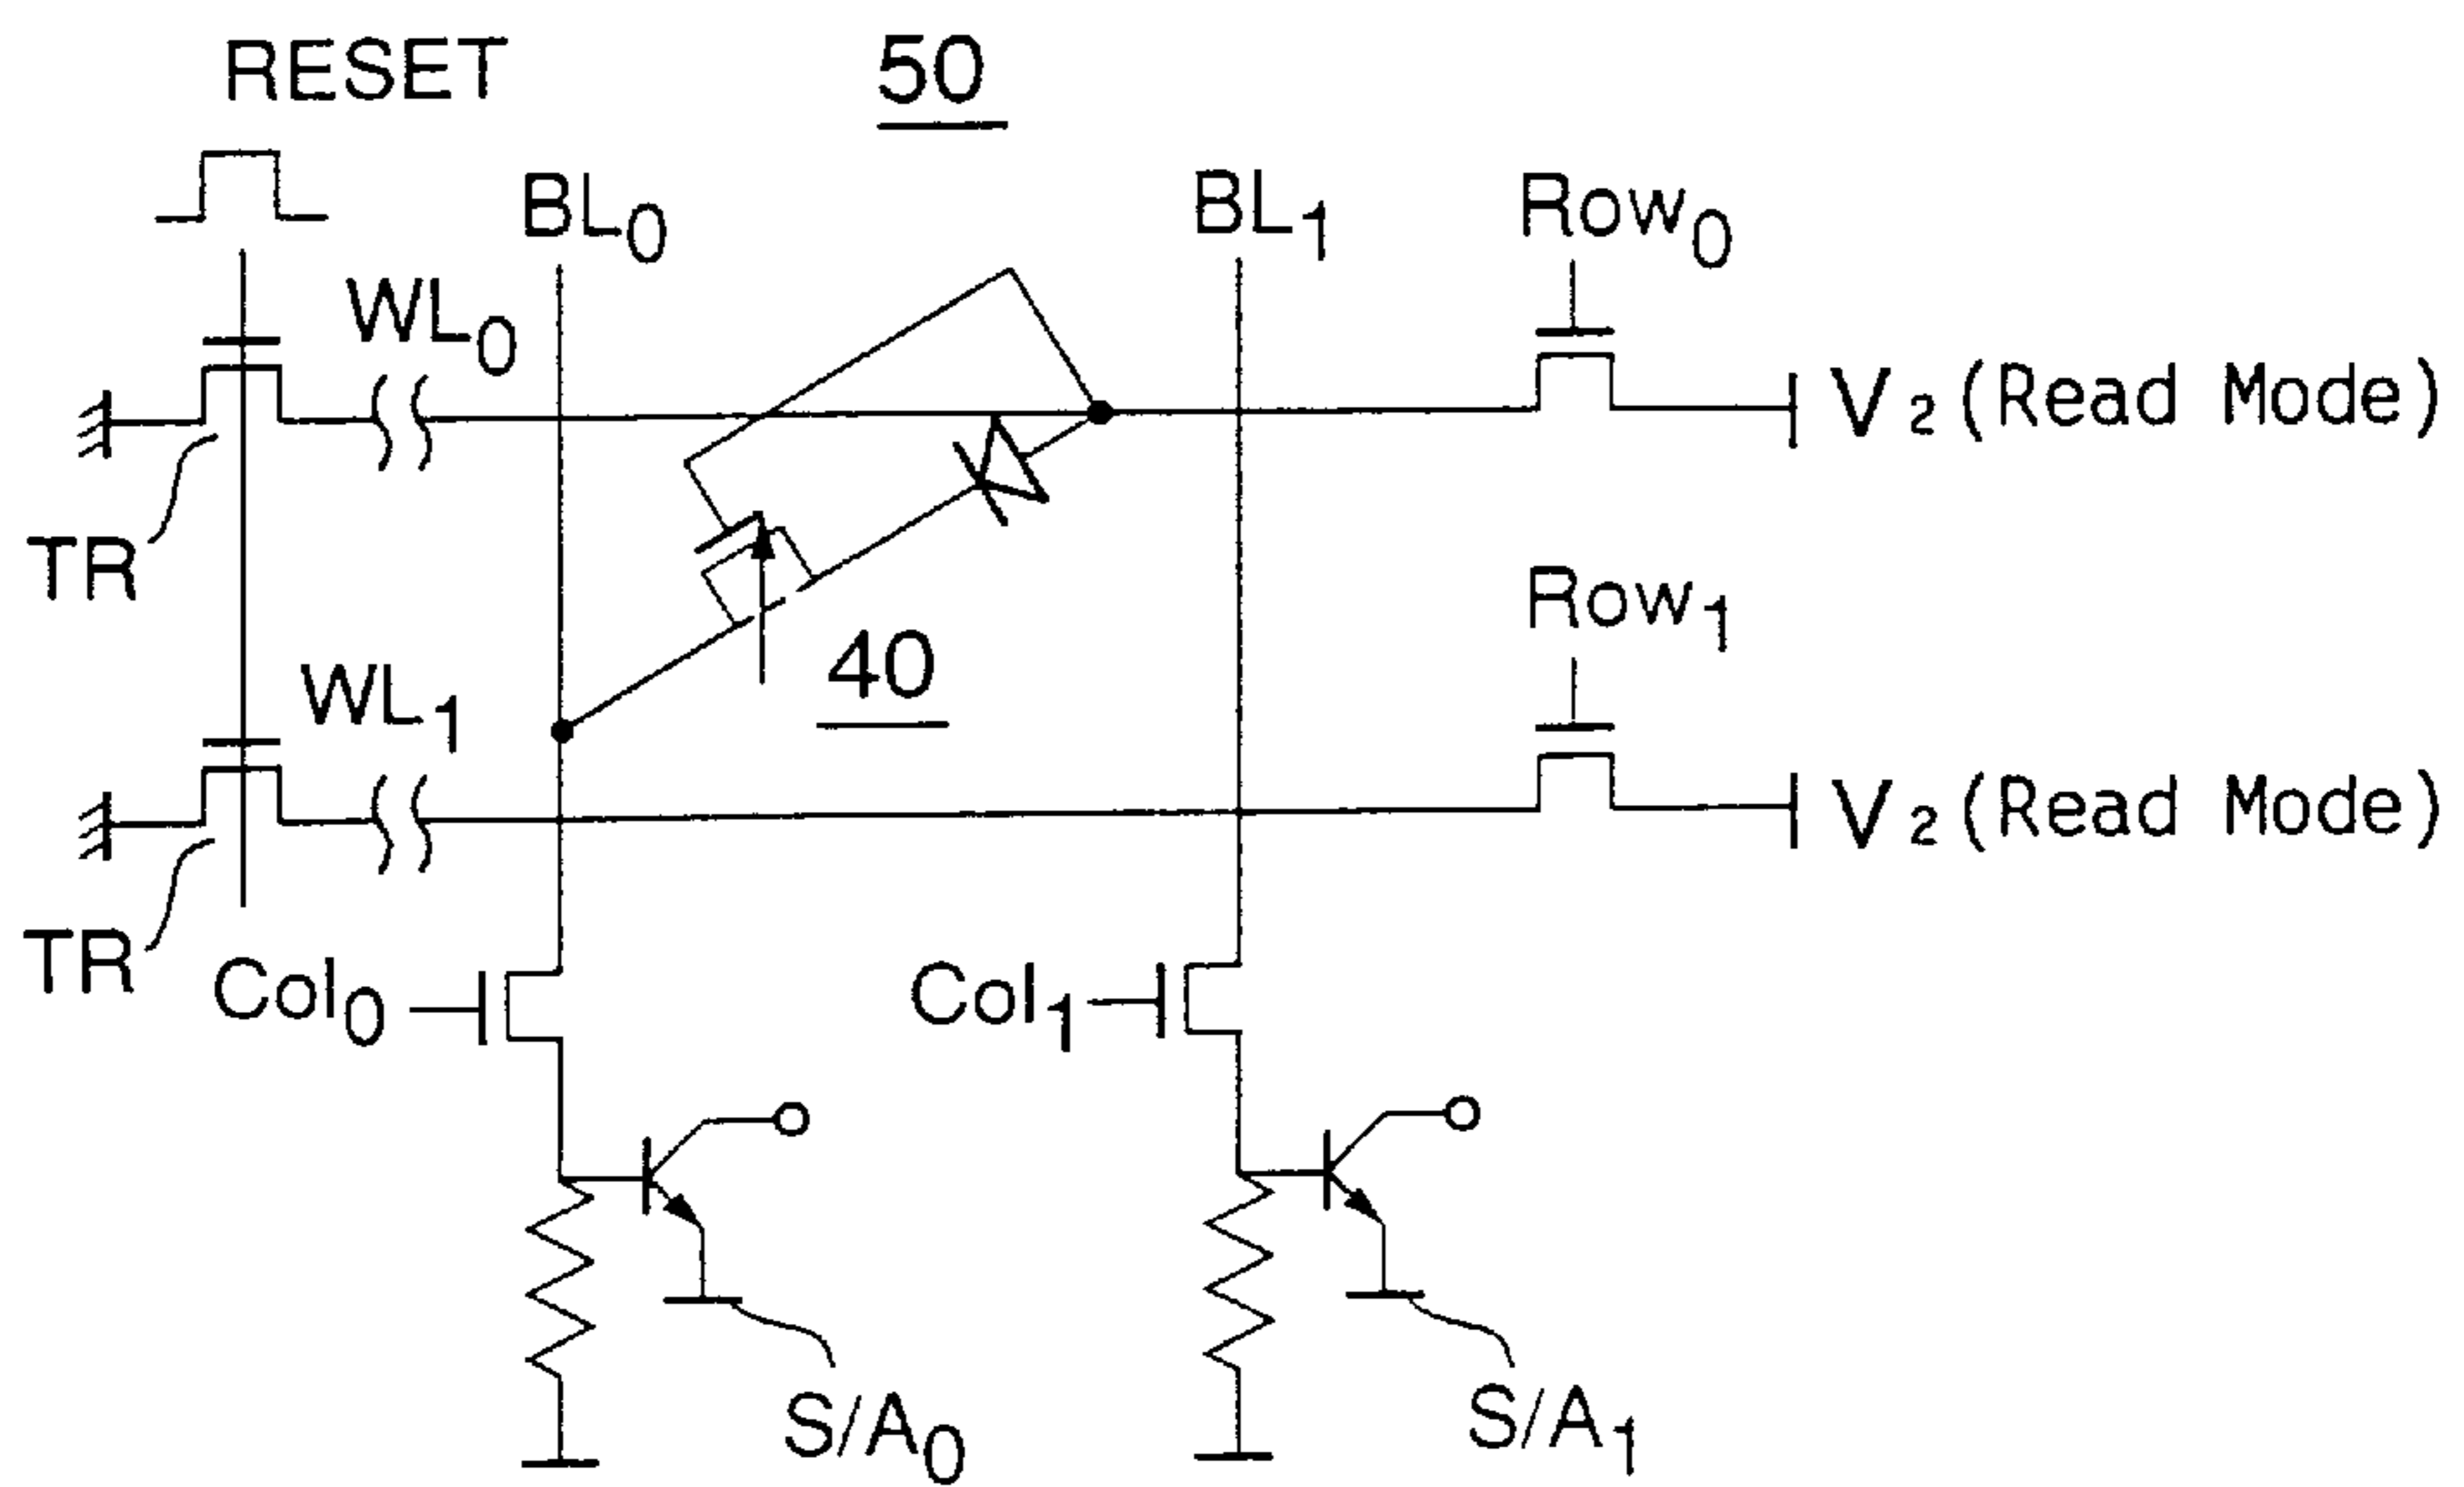 RESET
50
BL0
BL1
Row0
WL0
V2(Read Mode)
TR
Row1
40
WL1
V2(Read Mode)
TR
Col0
Col1
S/A0
S/A1